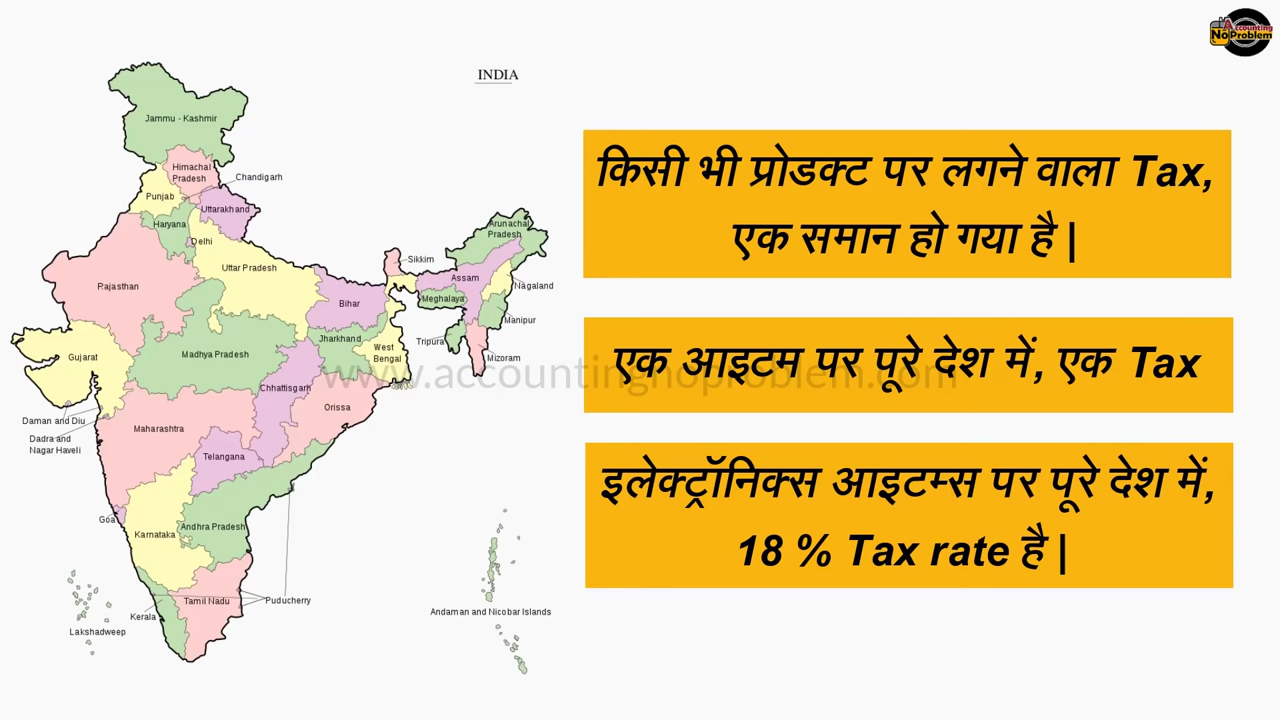 Accounting
NoProblem
INDIA
Jammu - Kashmir
Himachal
Pradesh
Chandigarh
Punjab
Uttarakhand
Haryana
Delhi
Arunachal
Pradesh
Sikkim
Uttar Pradesh
Assam
Nagaland
Rajasthan
Bihar
Meghalaya
Manipur
Tripura
Jharkhand
West
Bengal
Mizoram
Gujarat
Madhya Pradesh
Chhattisgarh
Orissa
Daman and Diu
Dadra and
Nagar Haveli
Maharashtra
Telangana
Goa
Karnataka
Andhra Pradesh
Tamil Nadu
Puducherry
Kerala
Lakshadweep
Andaman and Nicobar Islands
किसी भी प्रोडक्ट पर लगने वाला Tax,
एक समान हो गया है |
एक आइटम पर पूरे देश में, एक Tax
www.accountingnoproblem.com
इलेक्ट्रॉनिक्स आइटम्स पर पूरे देश में,
18 % Tax rate है |